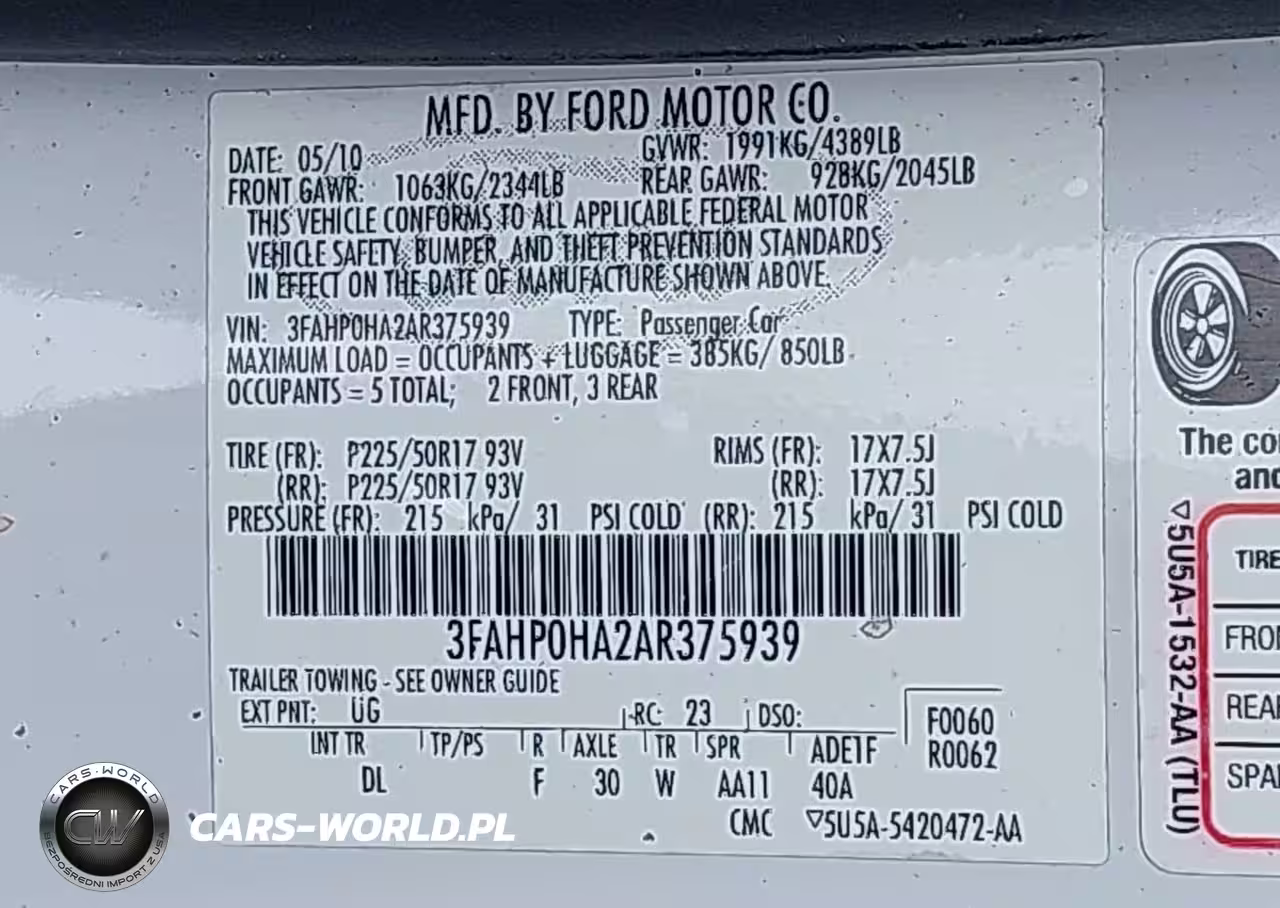 MFD. BY FORD MOTOR CO.
DATE: 05/10 GVWR: 1991KG/4389LB
FRONT GAWR: 1063KG/2344LB REAR GAWR: 928KG/2045LB
THIS VEHICLE CONFORMS TO ALL APPLICABLE FEDERAL MOTOR
VEHICLE SAFETY, BUMPER, AND THEFT PREVENTION STANDARDS
IN EFFECT ON THE DATE OF MANUFACTURE SHOWN ABOVE.
VIN: 3FAHP0HA2AR375939 TYPE: Passenger Car
MAXIMUM LOAD = OCCUPANTS + LUGGAGE = 385KG/ 850LB
OCCUPANTS = 5 TOTAL; 2 FRONT, 3 REAR
TIRE (FR): P225/50R17 93V RIMS (FR): 17X7.5J
(RR): P225/50R17 93V (RR): 17X7.5J
PRESSURE (FR): 215 kPa/ 31 PSI COLD (RR): 215 kPa/ 31 PSI COLD
3FAHP0HA2AR375939
TRAILER TOWING - SEE OWNER GUIDE
EXT PNT: UG RC: 23 DSO: F0060
R0062
INT TR TP/PS R AXLE TR SPR ADE1F
DL F 30 W AA11 40A
CMC ▽5U5A-5420472-AA
The co
and
▽5U5A-1532-AA (TLU)
TIRE
FRO
REA
SPA
CARS-WORLD
CW
BEZPOŚREDNI IMPORT Z USA
CARS-WORLD.PL